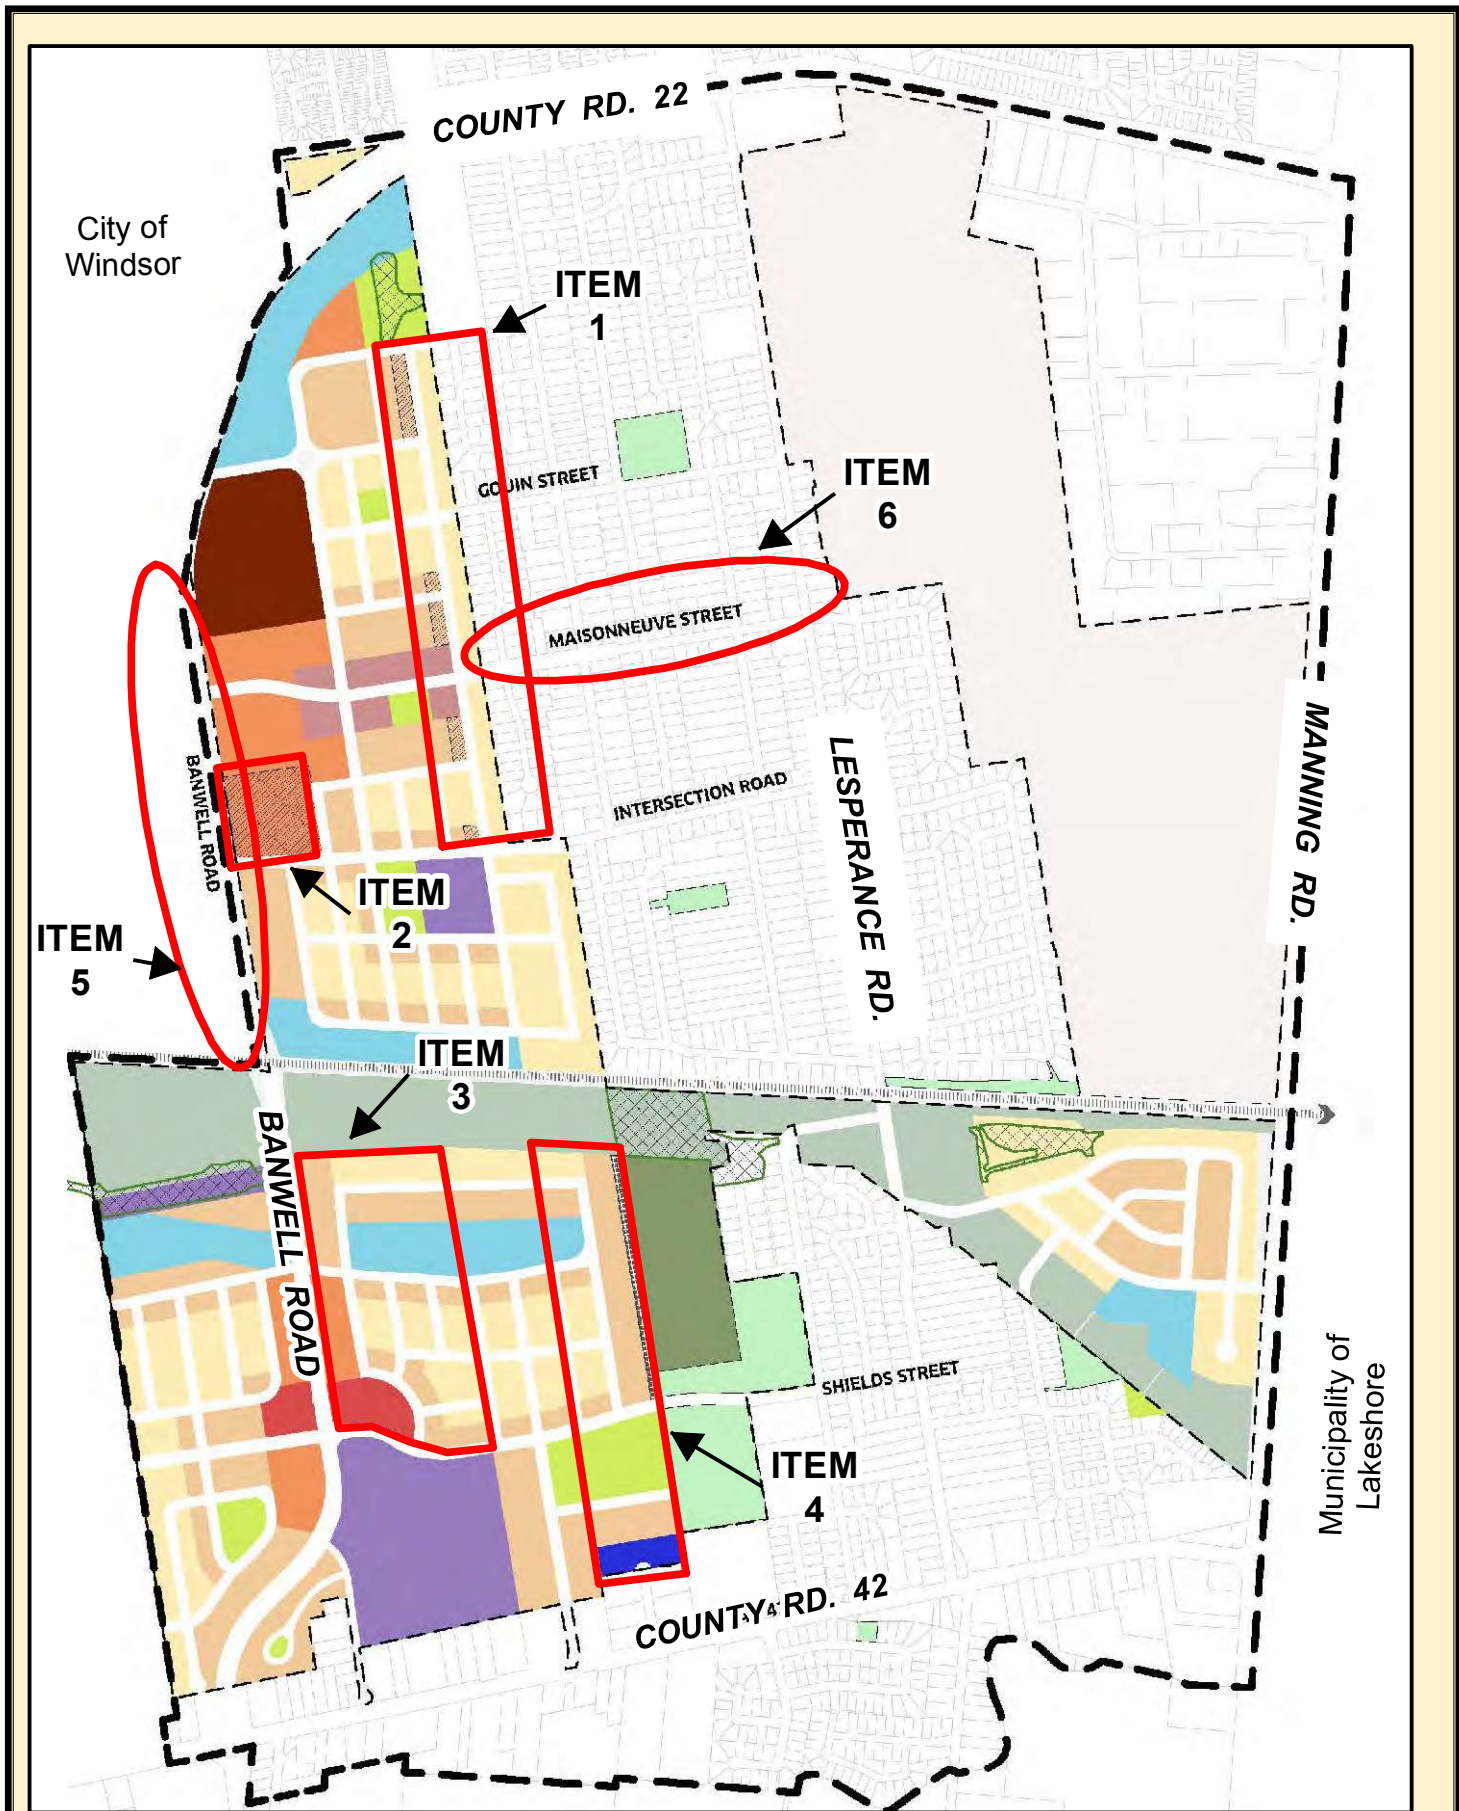 COUNTY RD. 22
City of
Windsor
ITEM
1
GOUIN STREET
ITEM
6
MAISONNEUVE STREET
BANWELL ROAD
INTERSECTION ROAD
LESPERANCE RD.
MANNING RD.
ITEM
2
ITEM
5
ITEM
3
BANWELL ROAD
SHIELDS STREET
ITEM
4
Municipality of
Lakeshore
COUNTY RD. 42